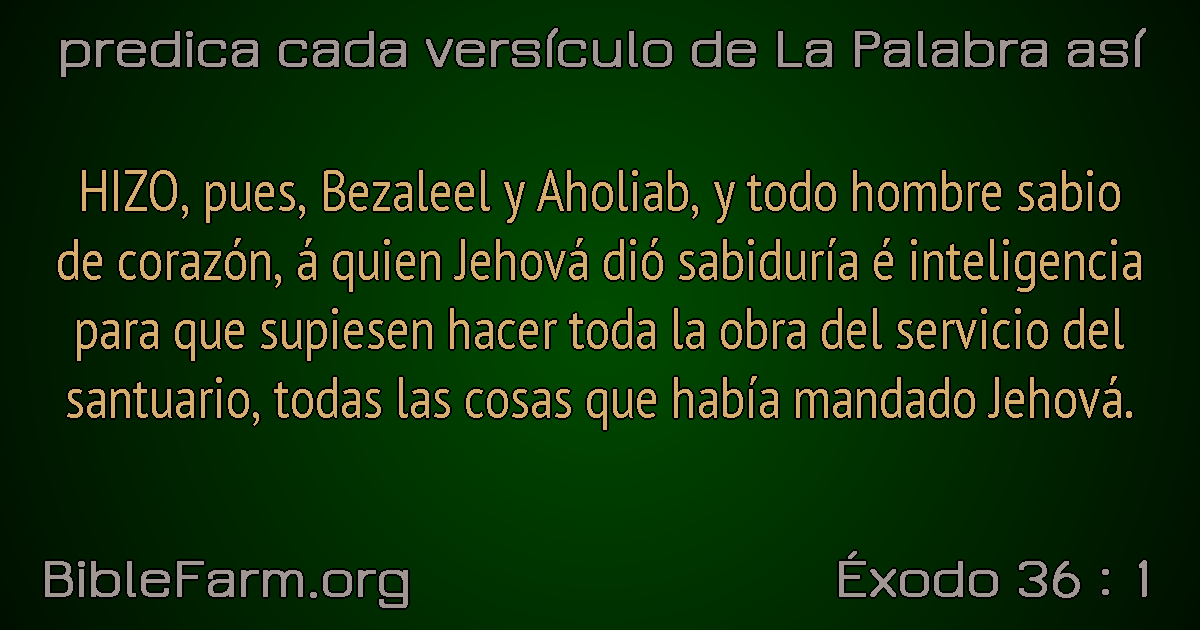 predica cada versículo de La Palabra así
HIZO, pues, Bezaleel y Aholiab, y todo hombre sabio
de corazón, á quien Jehová dió sabiduría é inteligencia
para que supiesen hacer toda la obra del servicio del
santuario, todas las cosas que había mandado Jehová.
BibleFarm.org
Éxodo 36 : 1